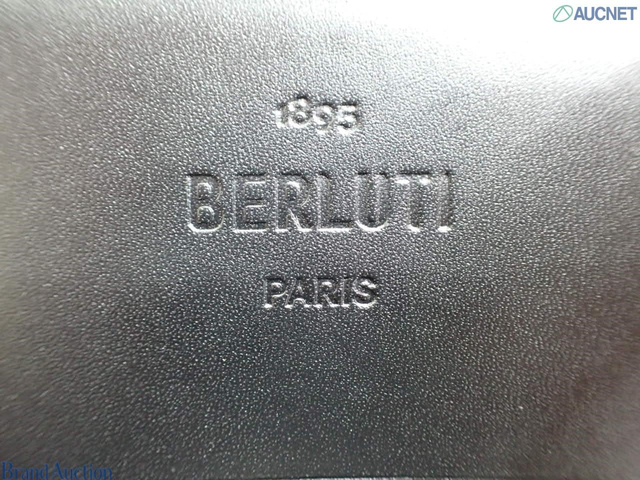 AUCNET
1895
BERLUTI
PARIS
Brand Auction